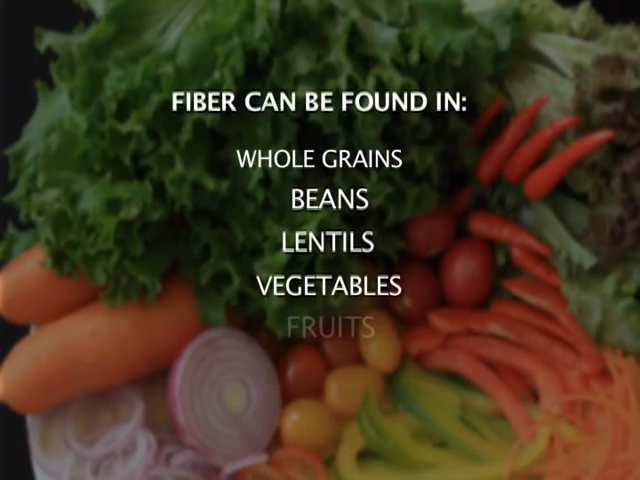 FIBER CAN BE FOUND IN:
WHOLE GRAINS
BEANS
LENTILS
VEGETABLES
FRUITS